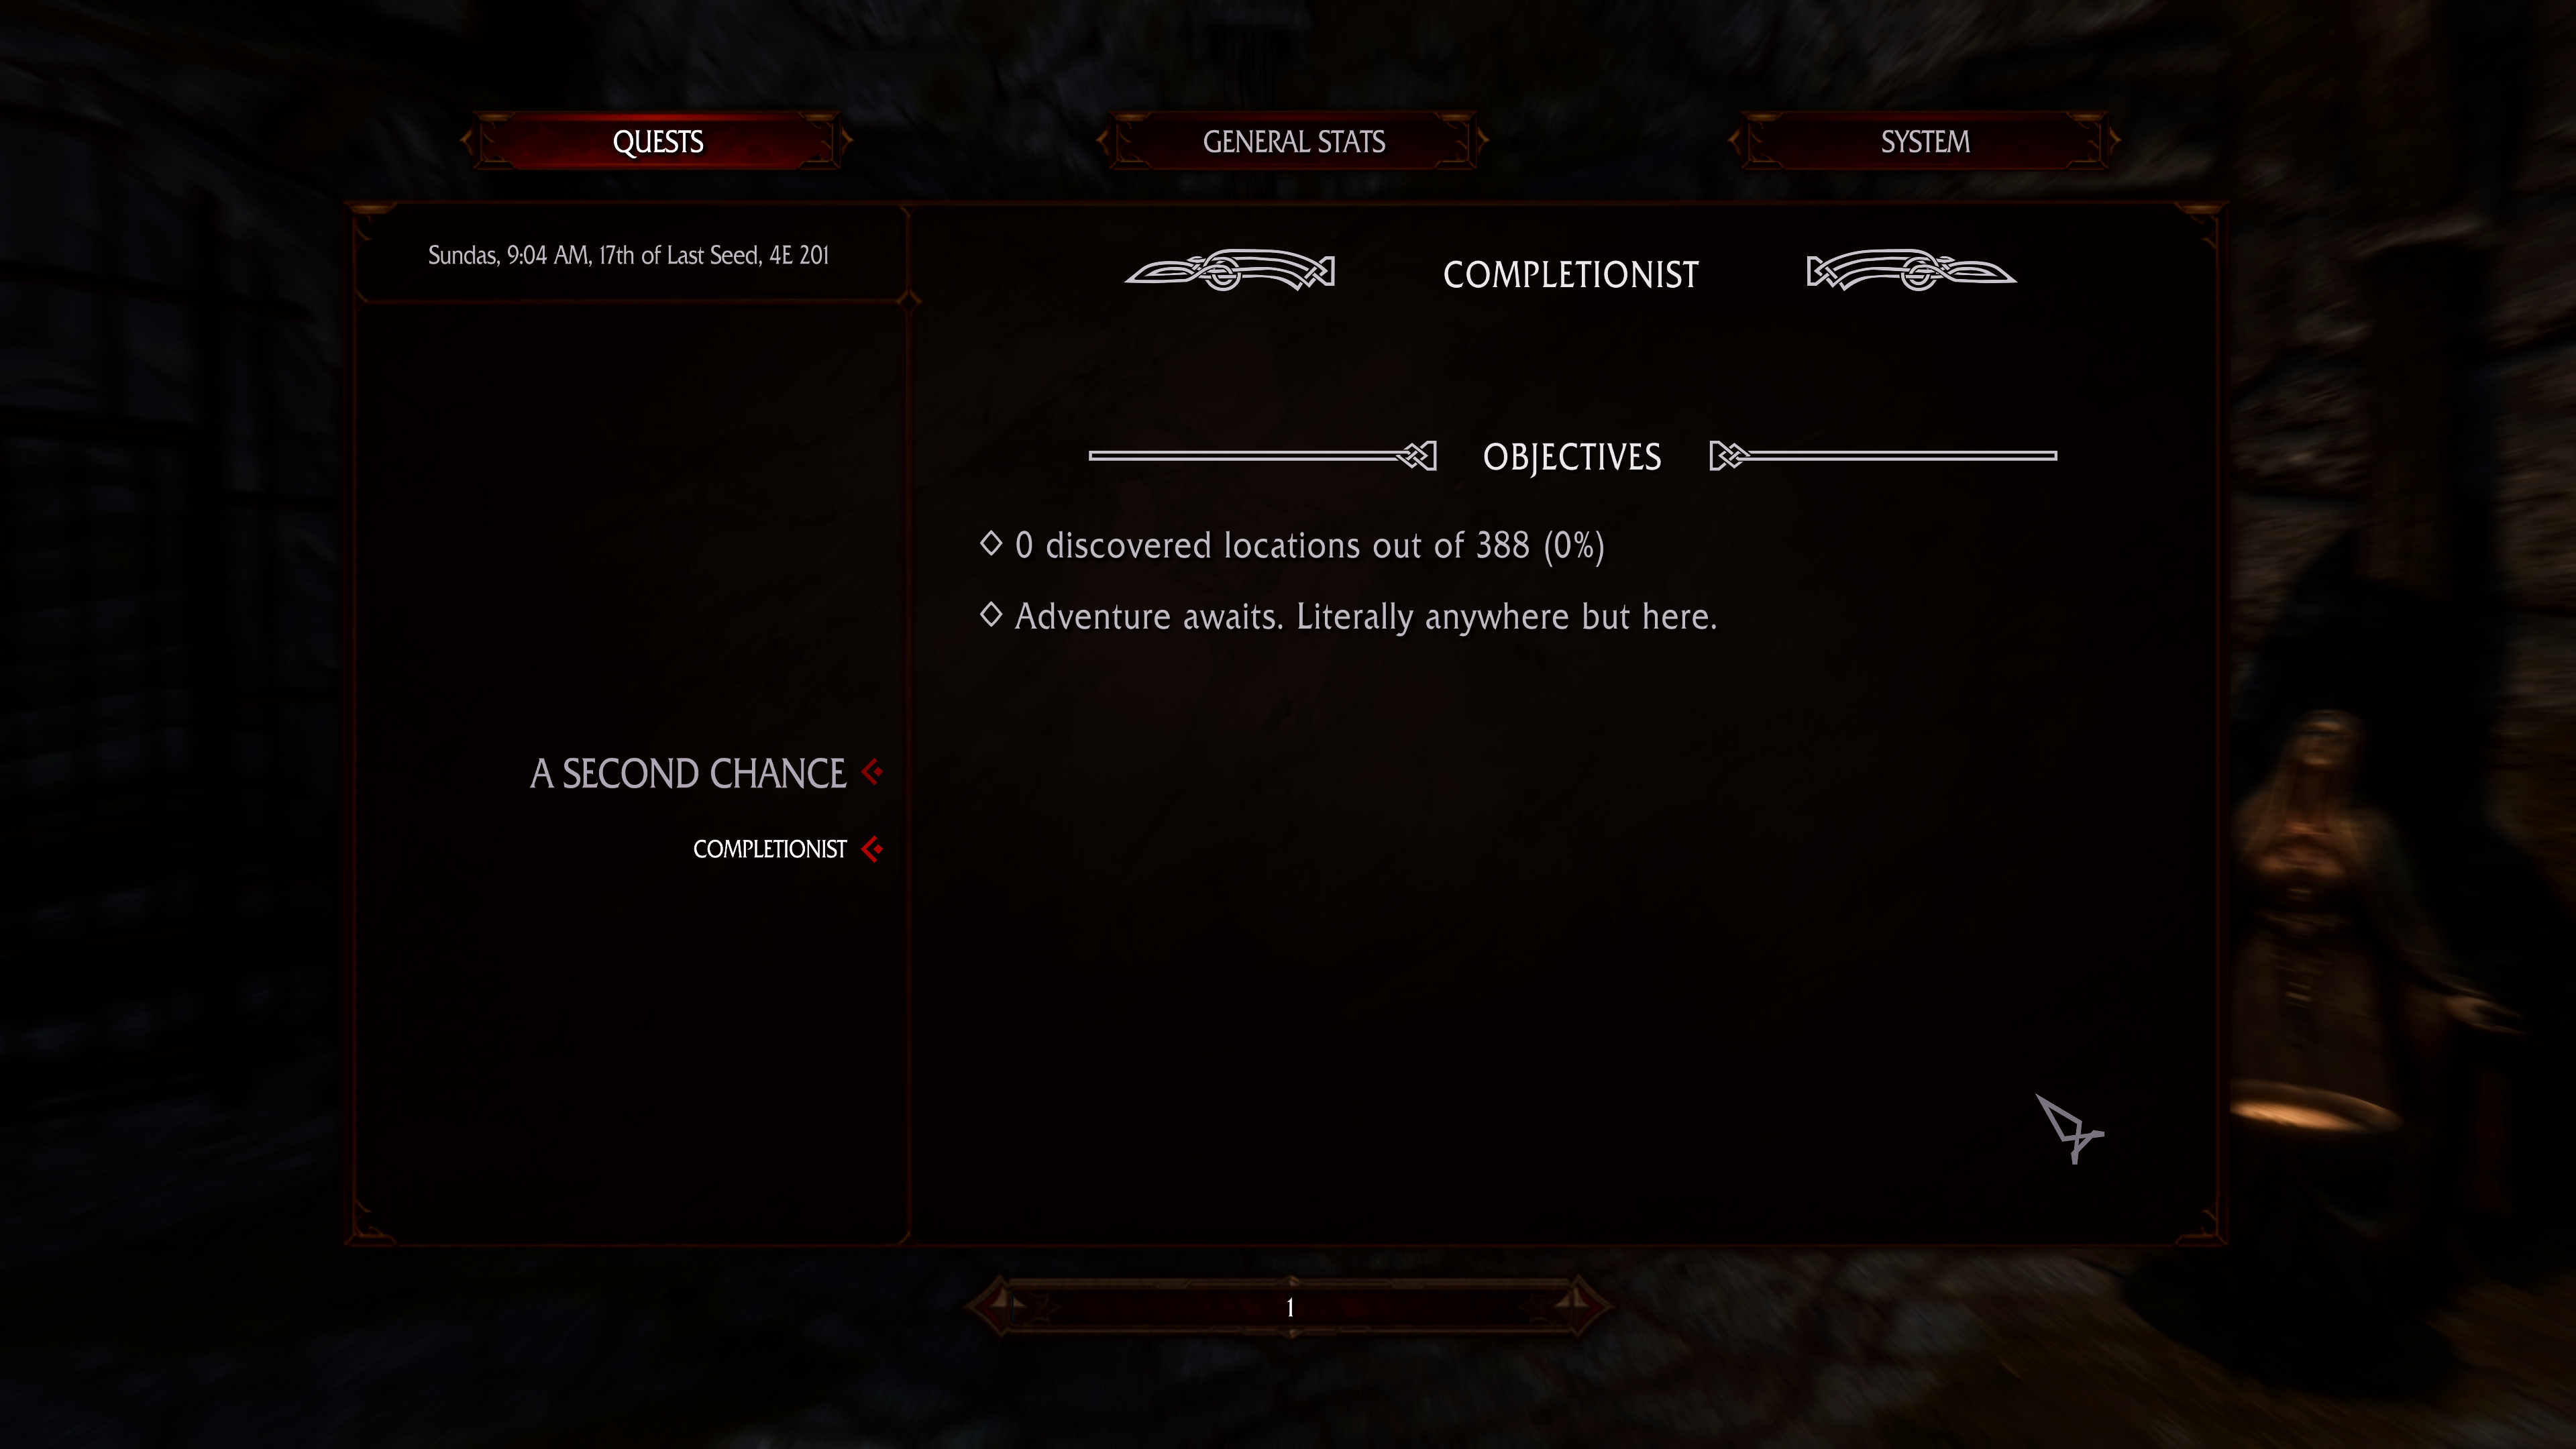 QUESTS
GENERAL STATS
SYSTEM
Sundas, 9:04 AM, 17th of Last Seed, 4E 201
A SECOND CHANCE
COMPLETIONIST
COMPLETIONIST
OBJECTIVES
0 discovered locations out of 388 (0%)
Adventure awaits. Literally anywhere but here.
1